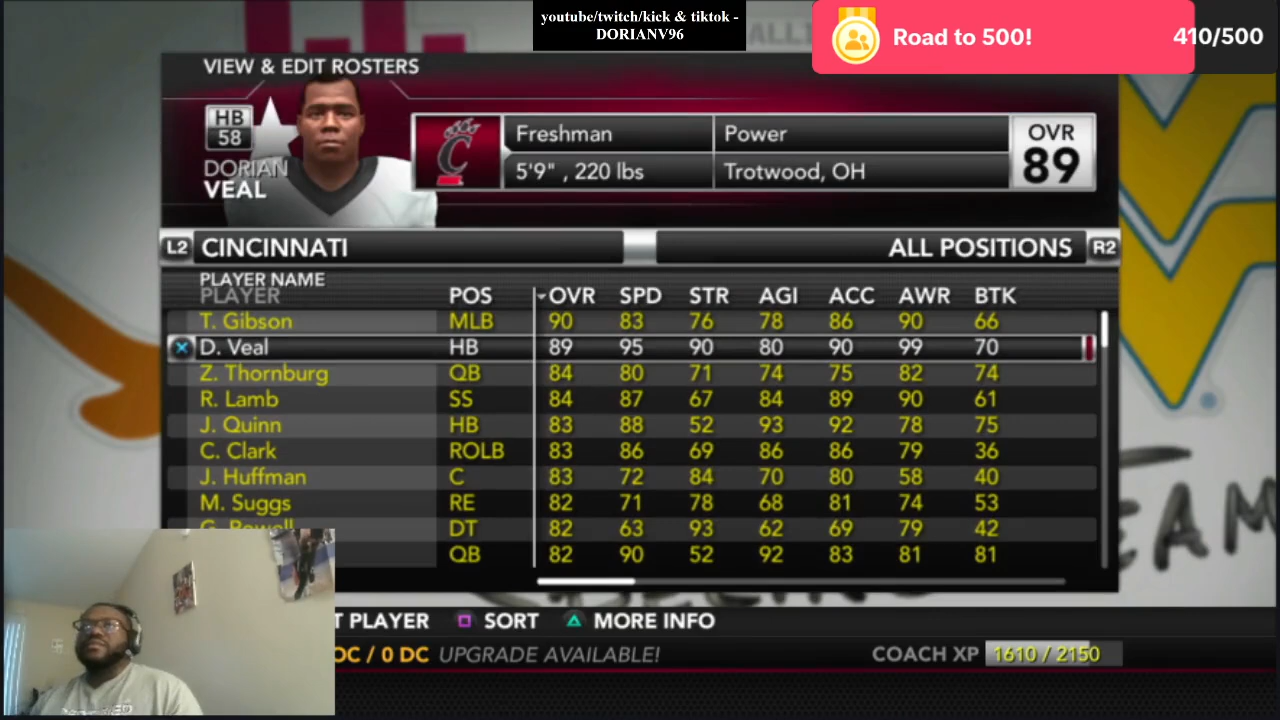 youtube/twitch/kick & tiktok -
DORIANV96
Road to 500!
410/500
VIEW & EDIT ROSTERS
HB
58
DORIAN
VEAL
C
Freshman
Power
5'9" , 220 lbs
Trotwood, OH
OVR
89
L2 CINCINNATI
ALL POSITIONS R2
PLAYER NAME
PLAYER POS OVR SPD STR AGI ACC AWR BTK
T. Gibson MLB 90 83 76 78 86 90 66
D. Veal HB 89 95 90 80 90 99 70
Z. Thornburg QB 84 80 71 74 75 82 74
R. Lamb SS 84 87 67 84 89 90 61
J. Quinn HB 83 88 52 93 92 78 75
C. Clark ROLB 83 86 69 86 86 79 36
J. Huffman C 83 72 84 70 80 58 40
M. Suggs RE 82 71 78 68 81 74 53
G. Powell DT 82 63 93 62 69 79 42
QB 82 90 52 92 83 81 81
EAM
T PLAYER SORT MORE INFO
OC / 0 DC UPGRADE AVAILABLE!
COACH XP 1610 / 2150